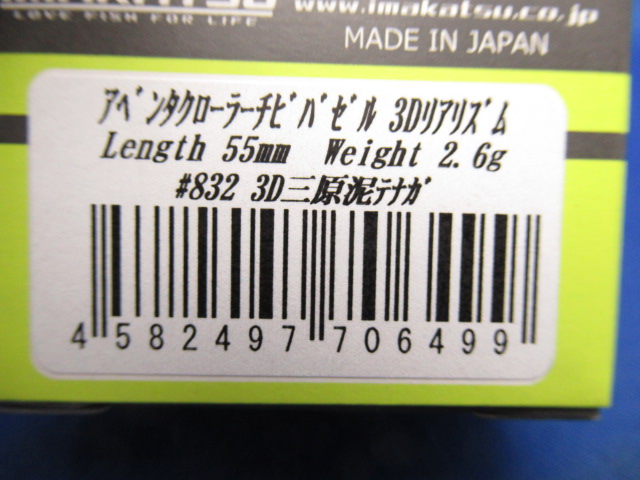 IMAKATSU www.imakatsu.co.jp
LOVE FISH FOR LIFE
MADE IN JAPAN
ｱﾍﾞﾝﾀｸﾛｰﾗｰﾁﾋﾞﾊﾞｾﾞﾙ 3Dﾘｱﾘｽﾞﾑ
Length 55mm Weight 2.6g
#832 3D三原泥ﾃﾅｶﾞ
4 582497 706499